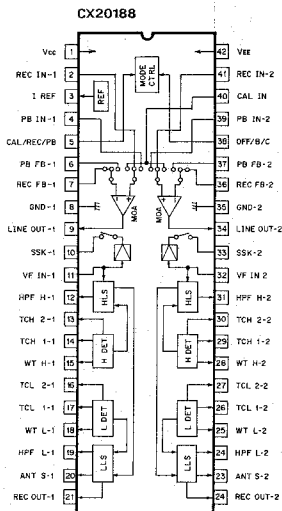 CX20188
Vcc 1 42 VEE
REC IN-1 2 41 REC IN-2
MODE CTRL
I REF 3 REF 40 CAL IN
PB IN-1 4 39 PB IN-2
CAL/REC/PB 5 38 OFF/B/C
PB FB-1 6 37 PB FB-2
REC FB-1 7 36 REC FB-2
GND-1 8 35 GND-2
MOA MOA
LINE OUT-1 9 34 LINE OUT-2
SSK-1 10 33 SSK-2
VF IN-1 11 32 VF IN 2
HPF H-1 12 HLS HLS 31 HPF H-2
TCH 2-1 13 30 TCH 2-2
TCH 1-1 14 H DET H DET 29 TCH 1-2
WT H-1 15 28 WT H-2
TCL 2-1 16 27 TCL 2-2
TCL 1-1 17 L DET L DET 26 TCL 1-2
WT L-1 18 25 WT L-2
HPF L-1 19 LLS LLS 24 HPF L-2
ANT S-1 20 23 ANT S-2
REC OUT-1 21 24 REC OUT-2